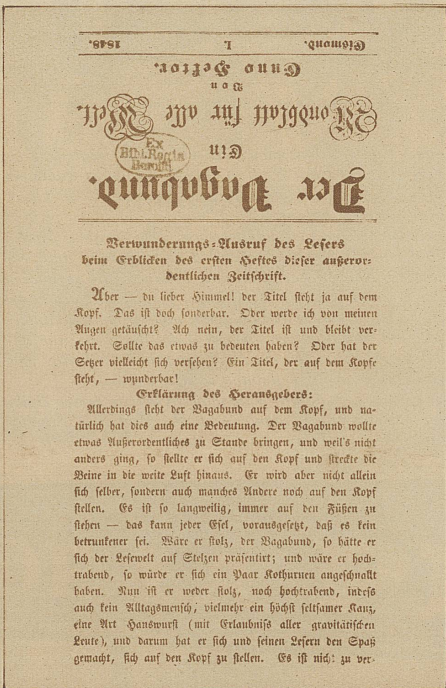 Der Vagabund.
Ein
Mondblatt für alle Welt.
Von
Enno Hektor.
Eismond. I. 1848.
Ex
Bibl. Regia
Berolin.
Verwunderungs-Ausruf des Lesers
beim Erblicken des ersten Heftes dieser außeror-
dentlichen Zeitschrift.
Aber — du lieber Himmel! der Titel steht ja auf dem
Kopf. Das ist doch sonderbar. Oder werde ich von meinen
Augen getäuscht? Ach nein, der Titel ist und bleibt ver-
kehrt. Sollte das etwas zu bedeuten haben? Oder hat der
Setzer vielleicht sich versehen? Ein Titel, der auf dem Kopfe
steht, — wunderbar!
Erklärung des Herausgebers:
Allerdings steht der Vagabund auf dem Kopf, und na-
türlich hat dies auch eine Bedeutung. Der Vagabund wollte
etwas Außerordentliches zu Stande bringen, und weil's nicht
anders ging, so stellte er sich auf den Kopf und streckte die
Beine in die weite Luft hinaus. Er wird aber nicht allein
sich selber, sondern auch manches Andere noch auf den Kopf
stellen. Es ist so langweilig, immer auf den Füßen zu
stehen — das kann jeder Esel, vorausgesetzt, daß es kein
betrunkener sei. Wäre er stolz, der Vagabund, so hätte er
sich der Lesewelt auf Stelzen präsentirt; und wäre er hoch-
trabend, so würde er sich ein Paar Kothurnen angeschnallt
haben. Nun ist er weder stolz, noch hochtrabend, indess
auch kein Alltagsmensch, vielmehr ein höchst seltsamer Kauz,
eine Art Hanswurst (mit Erlaubniß aller gravitätischen
Leute), und darum hat er sich und seinen Lesern den Spaß
gemacht, sich auf den Kopf zu stellen. Es ist nicht zu ver-